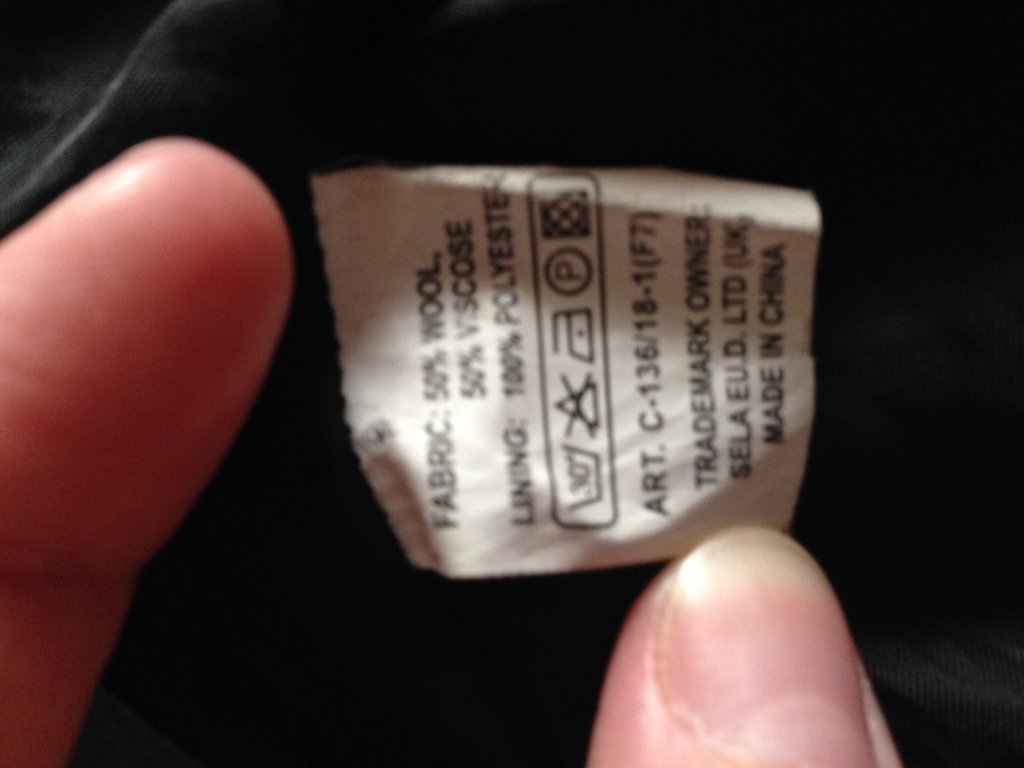 FABRIC: 50% WOOL,
50% VISCOSE
LINING: 100% POLYESTER
30° P
ART. C-136/18-1(F7)
TRADEMARK OWNER:
SELA EU.D. LTD (UK)
MADE IN CHINA